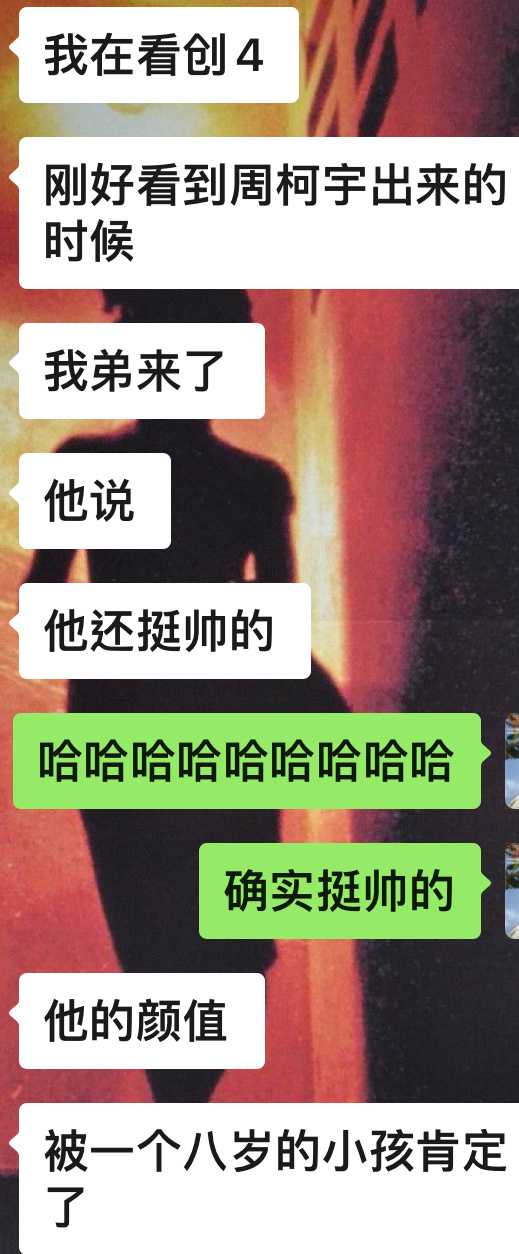 我在看创4
刚好看到周柯宇出来的
时候
我弟来了
他说
他还挺帅的
哈哈哈哈哈哈哈哈哈
确实挺帅的
他的颜值
被一个八岁的小孩肯定
了